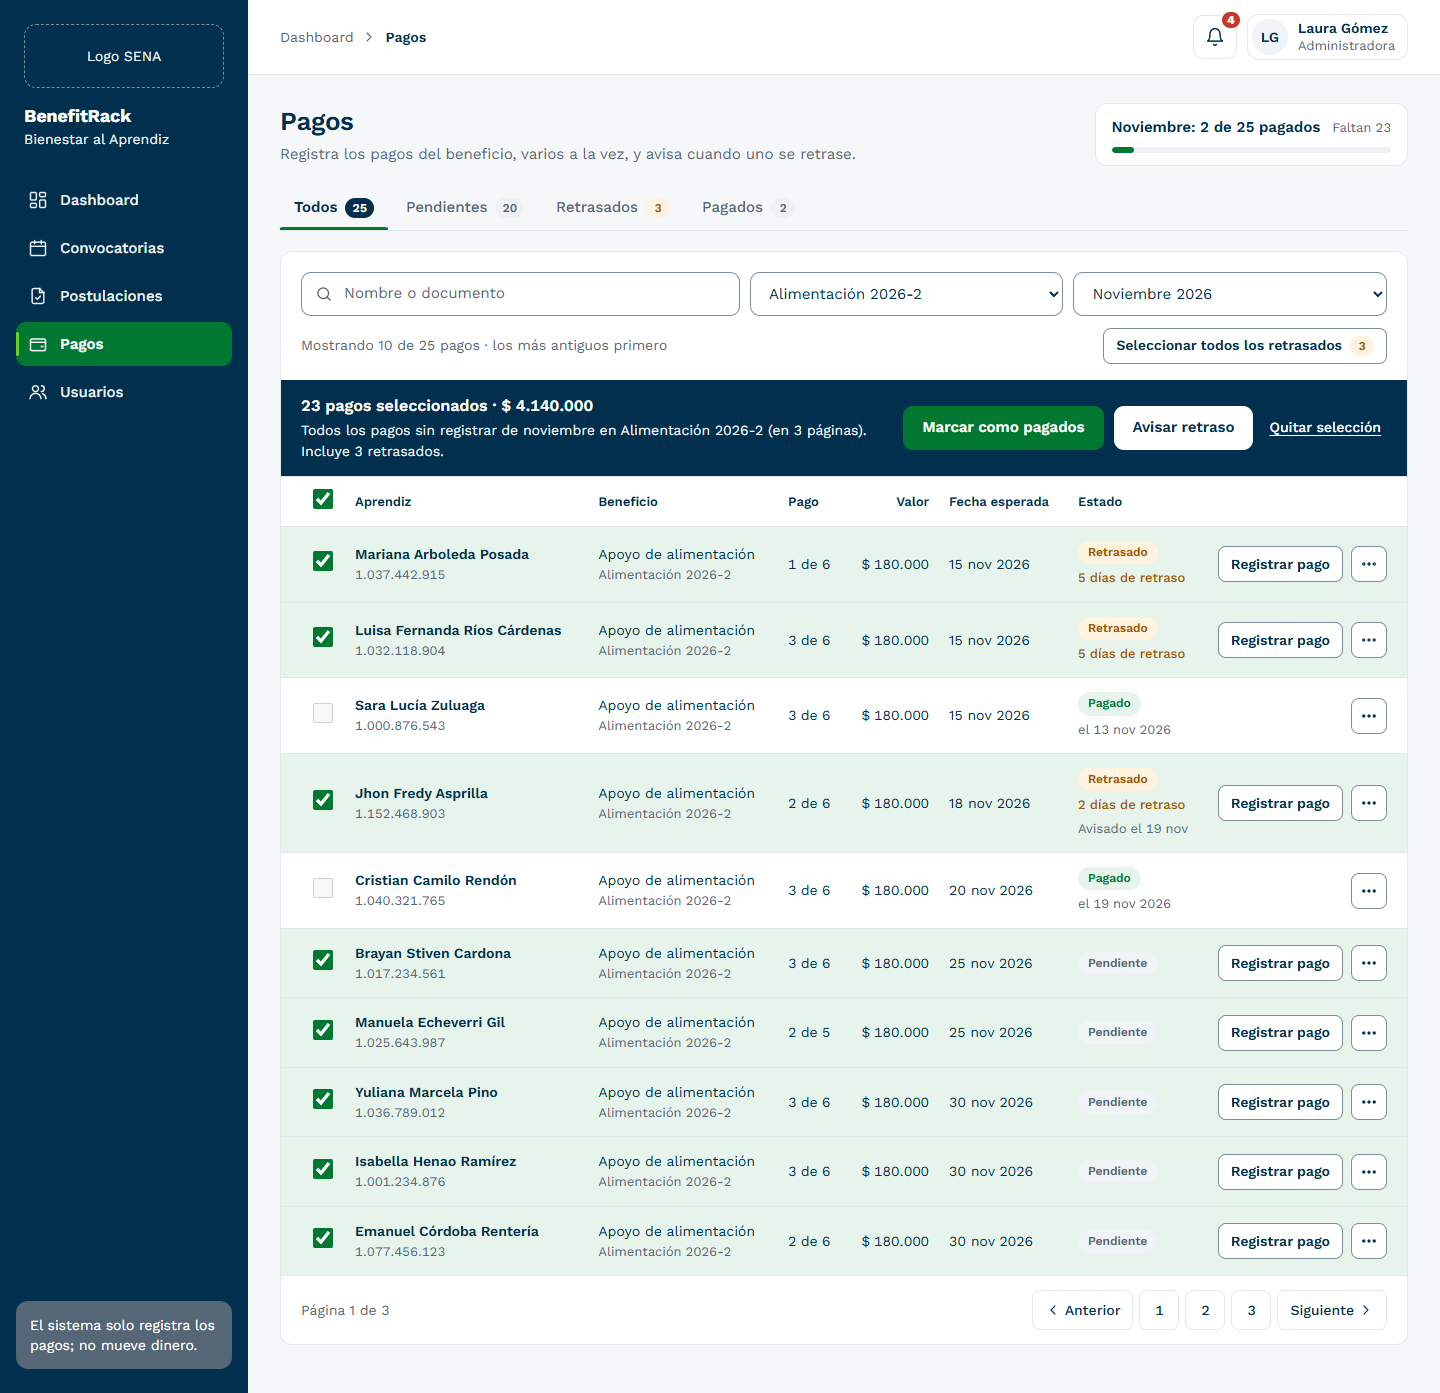 Logo SENA
BenefitRack
Bienestar al Aprendiz
Dashboard
Convocatorias
Postulaciones
Pagos
Usuarios
El sistema solo registra los
pagos; no mueve dinero.
Dashboard > Pagos
4
LG
Laura Gómez
Administradora
Pagos
Registra los pagos del beneficio, varios a la vez, y avisa cuando uno se retrase.
Noviembre: 2 de 25 pagados Faltan 23
Todos 25 Pendientes 20 Retrasados 3 Pagados 2
Nombre o documento Alimentación 2026-2 Noviembre 2026
Mostrando 10 de 25 pagos · los más antiguos primero
Seleccionar todos los retrasados 3
23 pagos seleccionados · $ 4.140.000
Todos los pagos sin registrar de noviembre en Alimentación 2026-2 (en 3 páginas).
Incluye 3 retrasados.
Marcar como pagados Avisar retraso Quitar selección
Aprendiz Beneficio Pago Valor Fecha esperada Estado
Mariana Arboleda Posada
1.037.442.915
Apoyo de alimentación
Alimentación 2026-2
1 de 6 $ 180.000 15 nov 2026
Retrasado
5 días de retraso
Registrar pago
Luisa Fernanda Ríos Cárdenas
1.032.118.904
Apoyo de alimentación
Alimentación 2026-2
3 de 6 $ 180.000 15 nov 2026
Retrasado
5 días de retraso
Registrar pago
Sara Lucía Zuluaga
1.000.876.543
Apoyo de alimentación
Alimentación 2026-2
3 de 6 $ 180.000 15 nov 2026
Pagado
el 13 nov 2026
Jhon Fredy Asprilla
1.152.468.903
Apoyo de alimentación
Alimentación 2026-2
2 de 6 $ 180.000 18 nov 2026
Retrasado
2 días de retraso
Avisado el 19 nov
Registrar pago
Cristian Camilo Rendón
1.040.321.765
Apoyo de alimentación
Alimentación 2026-2
3 de 6 $ 180.000 20 nov 2026
Pagado
el 19 nov 2026
Brayan Stiven Cardona
1.017.234.561
Apoyo de alimentación
Alimentación 2026-2
3 de 6 $ 180.000 25 nov 2026
Pendiente
Registrar pago
Manuela Echeverri Gil
1.025.643.987
Apoyo de alimentación
Alimentación 2026-2
2 de 5 $ 180.000 25 nov 2026
Pendiente
Registrar pago
Yuliana Marcela Pino
1.036.789.012
Apoyo de alimentación
Alimentación 2026-2
3 de 6 $ 180.000 30 nov 2026
Pendiente
Registrar pago
Isabella Henao Ramírez
1.001.234.876
Apoyo de alimentación
Alimentación 2026-2
3 de 6 $ 180.000 30 nov 2026
Pendiente
Registrar pago
Emanuel Córdoba Rentería
1.077.456.123
Apoyo de alimentación
Alimentación 2026-2
2 de 6 $ 180.000 30 nov 2026
Pendiente
Registrar pago
Página 1 de 3
Anterior 1 2 3 Siguiente